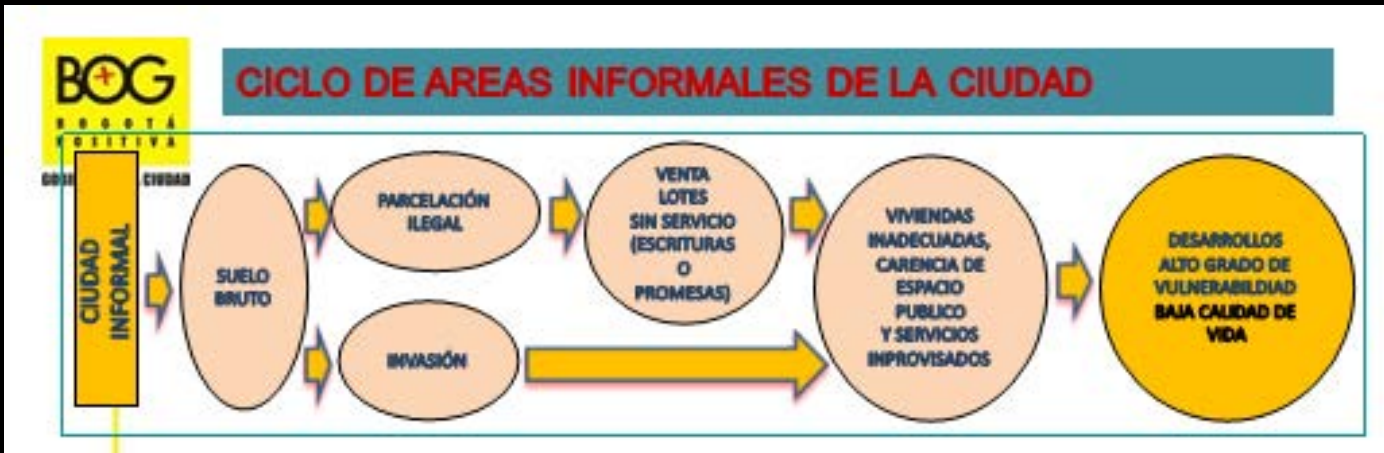 BOG
BOGOTÁ
POSITIVA
CIUDAD
CICLO DE AREAS INFORMALES DE LA CIUDAD
CIUDAD
INFORMAL
SUELO
BRUTO
PARCELACIÓN
ILEGAL
INVASIÓN
VENTA
LOTES
SIN SERVICIO
(ESCRITURAS
O
PROMESAS)
VIVIENDAS
INADECUADAS,
CARENCIA DE
ESPACIO
PUBLICO
Y SERVICIOS
INPROVISADOS
DESARROLLOS
ALTO GRADO DE
VULNERABILDIAD
BAJA CALIDAD DE
VIDA